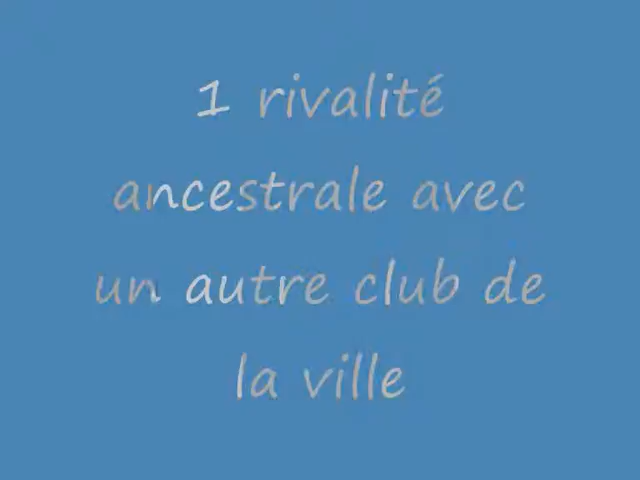 1 rivalité
ancestrale avec
un autre club de
la ville